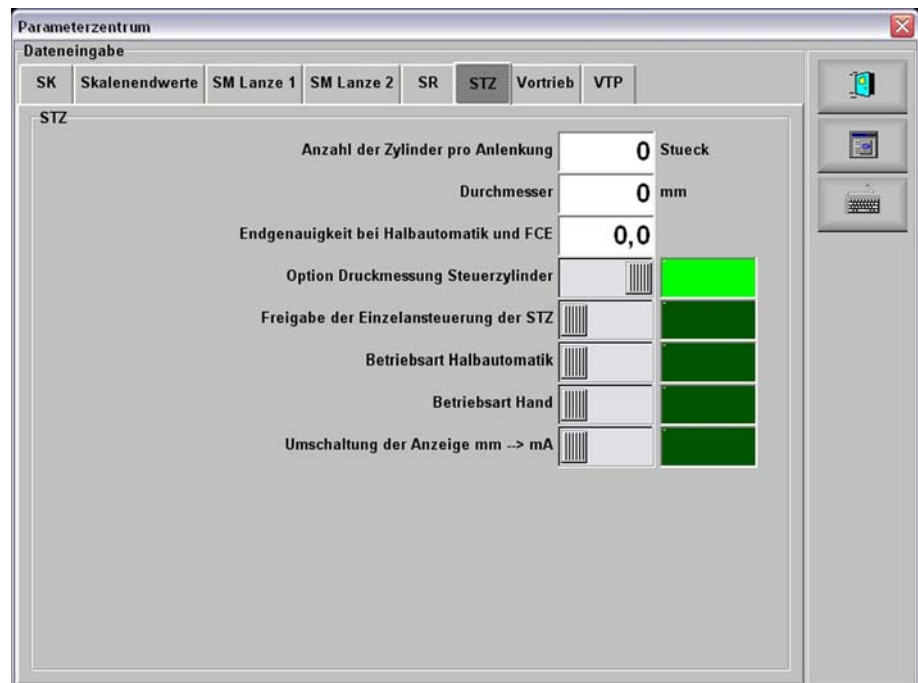 Parameterzentrum
Dateneingabe
SK Skalenendwerte SM Lanze 1 SM Lanze 2 SR STZ Vortrieb VTP
STZ
Anzahl der Zylinder pro Anlenkung 0 Stueck
Durchmesser 0 mm
Endgenauigkeit bei Halbautomatik und FCE 0,0
Option Druckmessung Steuerzylinder
Freigabe der Einzelansteuerung der STZ
Betriebsart Halbautomatik
Betriebsart Hand
Umschaltung der Anzeige mm --> mA